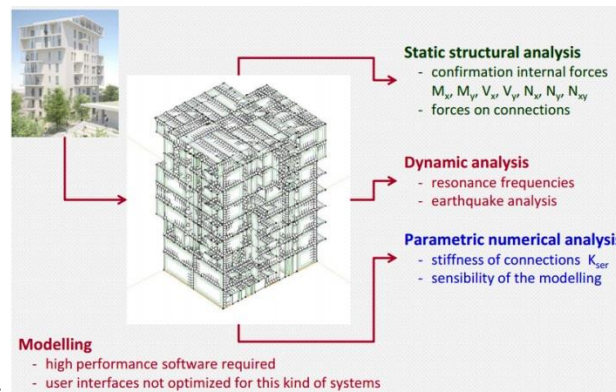 Static structural analysis
- confirmation internal forces
Mx, My, Vx, Vy, Nx, Ny, Nxy
- forces on connections
Dynamic analysis
- resonance frequencies
- earthquake analysis
Parametric numerical analysis
- stiffness of connections Kser
- sensibility of the modelling
Modelling
- high performance software required
- user interfaces not optimized for this kind of systems